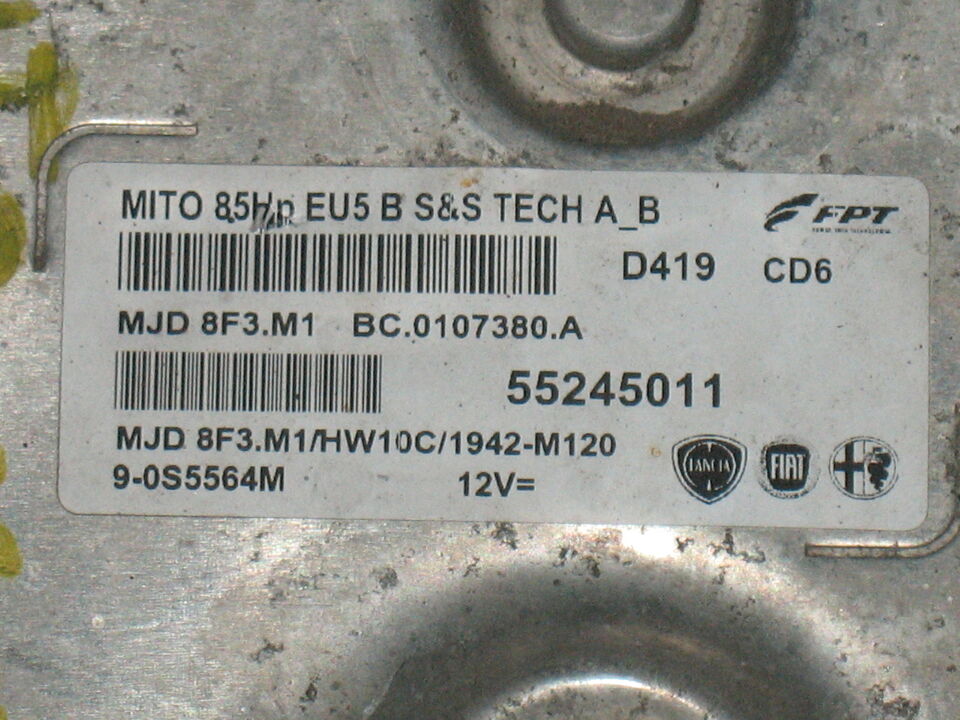 MITO 85Hp EU5 B S&S TECH A_B
FPT
D419 CD6
MJD 8F3.M1 BC.0107380.A
55245011
MJD 8F3.M1/HW10C/1942-M120
9-0S5564M 12V=
LANCIA FIAT